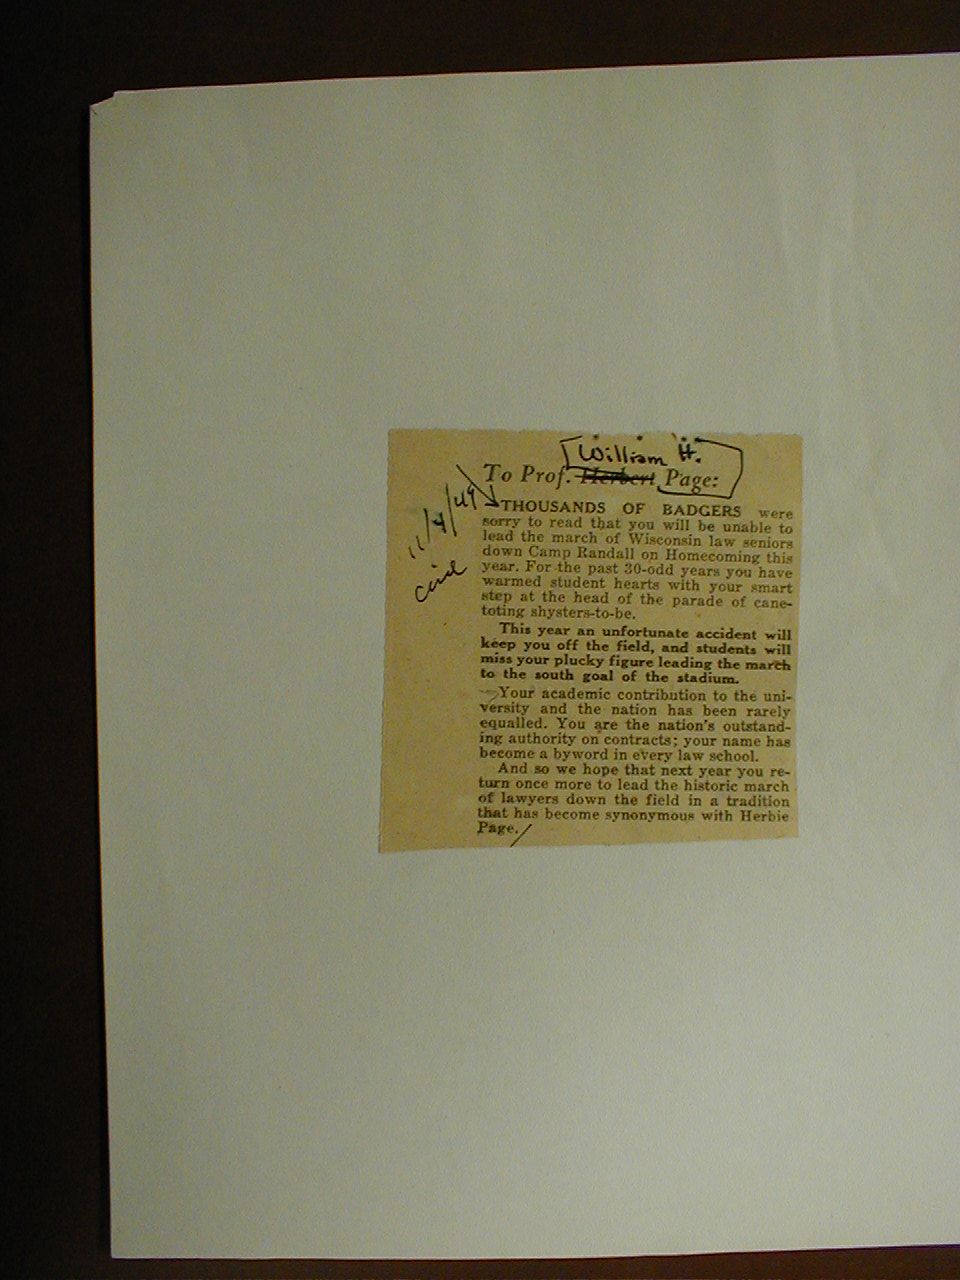 William H.
To Prof. Herbert Page:
11/4/49
THOUSANDS OF BADGERS were
sorry to read that you will be unable to
lead the march of Wisconsin law seniors
down Camp Randall on Homecoming this
year. For the past 30-odd years you have
warmed student hearts with your smart
step at the head of the parade of cane-
toting shysters-to-be.
This year an unfortunate accident will
keep you off the field, and students will
miss your plucky figure leading the march
to the south goal of the stadium.
Your academic contribution to the uni-
versity and the nation has been rarely
equalled. You are the nation's outstand-
ing authority on contracts; your name has
become a byword in every law school.
And so we hope that next year you re-
turn once more to lead the historic march
of lawyers down the field in a tradition
that has become synonymous with Herbie
Page.